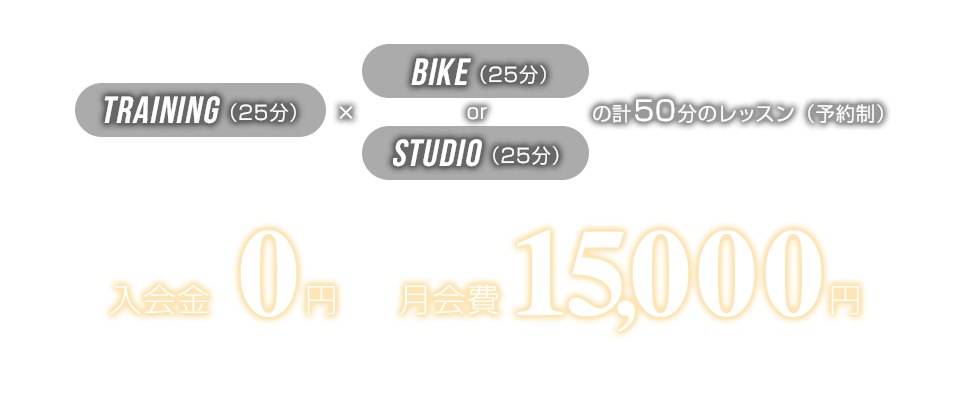 BIKE（25分）
TRAINING（25分）× or の計50分のレッスン（予約制）
STUDIO（25分）
入会金 0円 月会費 15,000円